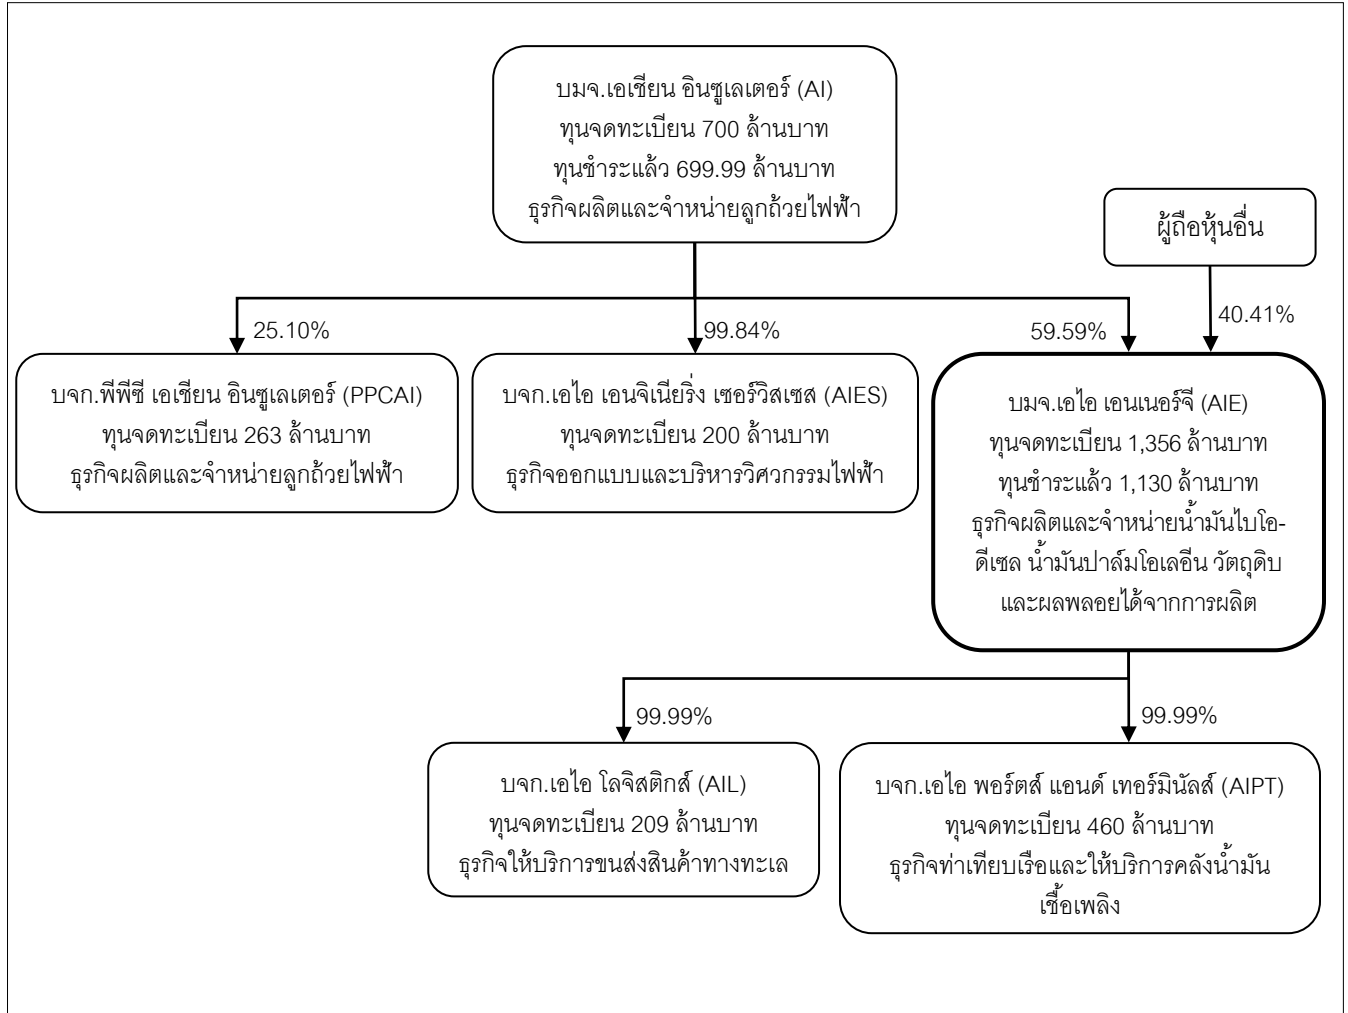 บมจ.เอเชียน อินซูเลเตอร์ (AI)
ทุนจดทะเบียน 700 ล้านบาท
ทุนชำระแล้ว 699.99 ล้านบาท
ธุรกิจผลิตและจำหน่ายลูกถ้วยไฟฟ้า
ผู้ถือหุ้นอื่น
25.10%
99.84%
59.59%
40.41%
บจก.พีพีซี เอเชียน อินซูเลเตอร์ (PPCAI)
ทุนจดทะเบียน 263 ล้านบาท
ธุรกิจผลิตและจำหน่ายลูกถ้วยไฟฟ้า
บจก.เอไอ เอนจิเนียริ่ง เซอร์วิสเซส (AIES)
ทุนจดทะเบียน 200 ล้านบาท
ธุรกิจออกแบบและบริหารวิศวกรรมไฟฟ้า
บมจ.เอไอ เอนเนอร์จี (AIE)
ทุนจดทะเบียน 1,356 ล้านบาท
ทุนชำระแล้ว 1,130 ล้านบาท
ธุรกิจผลิตและจำหน่ายน้ำมันไบโอ-
ดีเซล น้ำมันปาล์มโอเลอีน วัตถุดิบ
และผลพลอยได้จากการผลิต
99.99%
99.99%
บจก.เอไอ โลจิสติกส์ (AIL)
ทุนจดทะเบียน 209 ล้านบาท
ธุรกิจให้บริการขนส่งสินค้าทางทะเล
บจก.เอไอ พอร์ตส์ แอนด์ เทอร์มินัลส์ (AIPT)
ทุนจดทะเบียน 460 ล้านบาท
ธุรกิจท่าเทียบเรือและให้บริการคลังน้ำมัน
เชื้อเพลิง